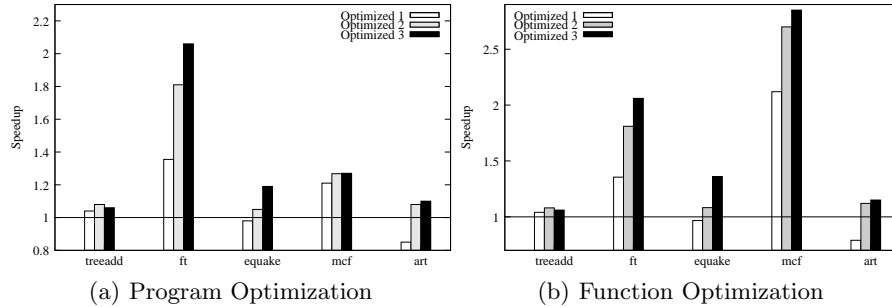 Optimized 1
Optimized 2
Optimized 3
Speedup
2.2
2
1.8
1.6
1.4
1.2
1
0.8
treeadd ft equake mcf art
(a) Program Optimization
Optimized 1
Optimized 2
Optimized 3
Speedup
2.5
2
1.5
1
treeadd ft equake mcf art
(b) Function Optimization